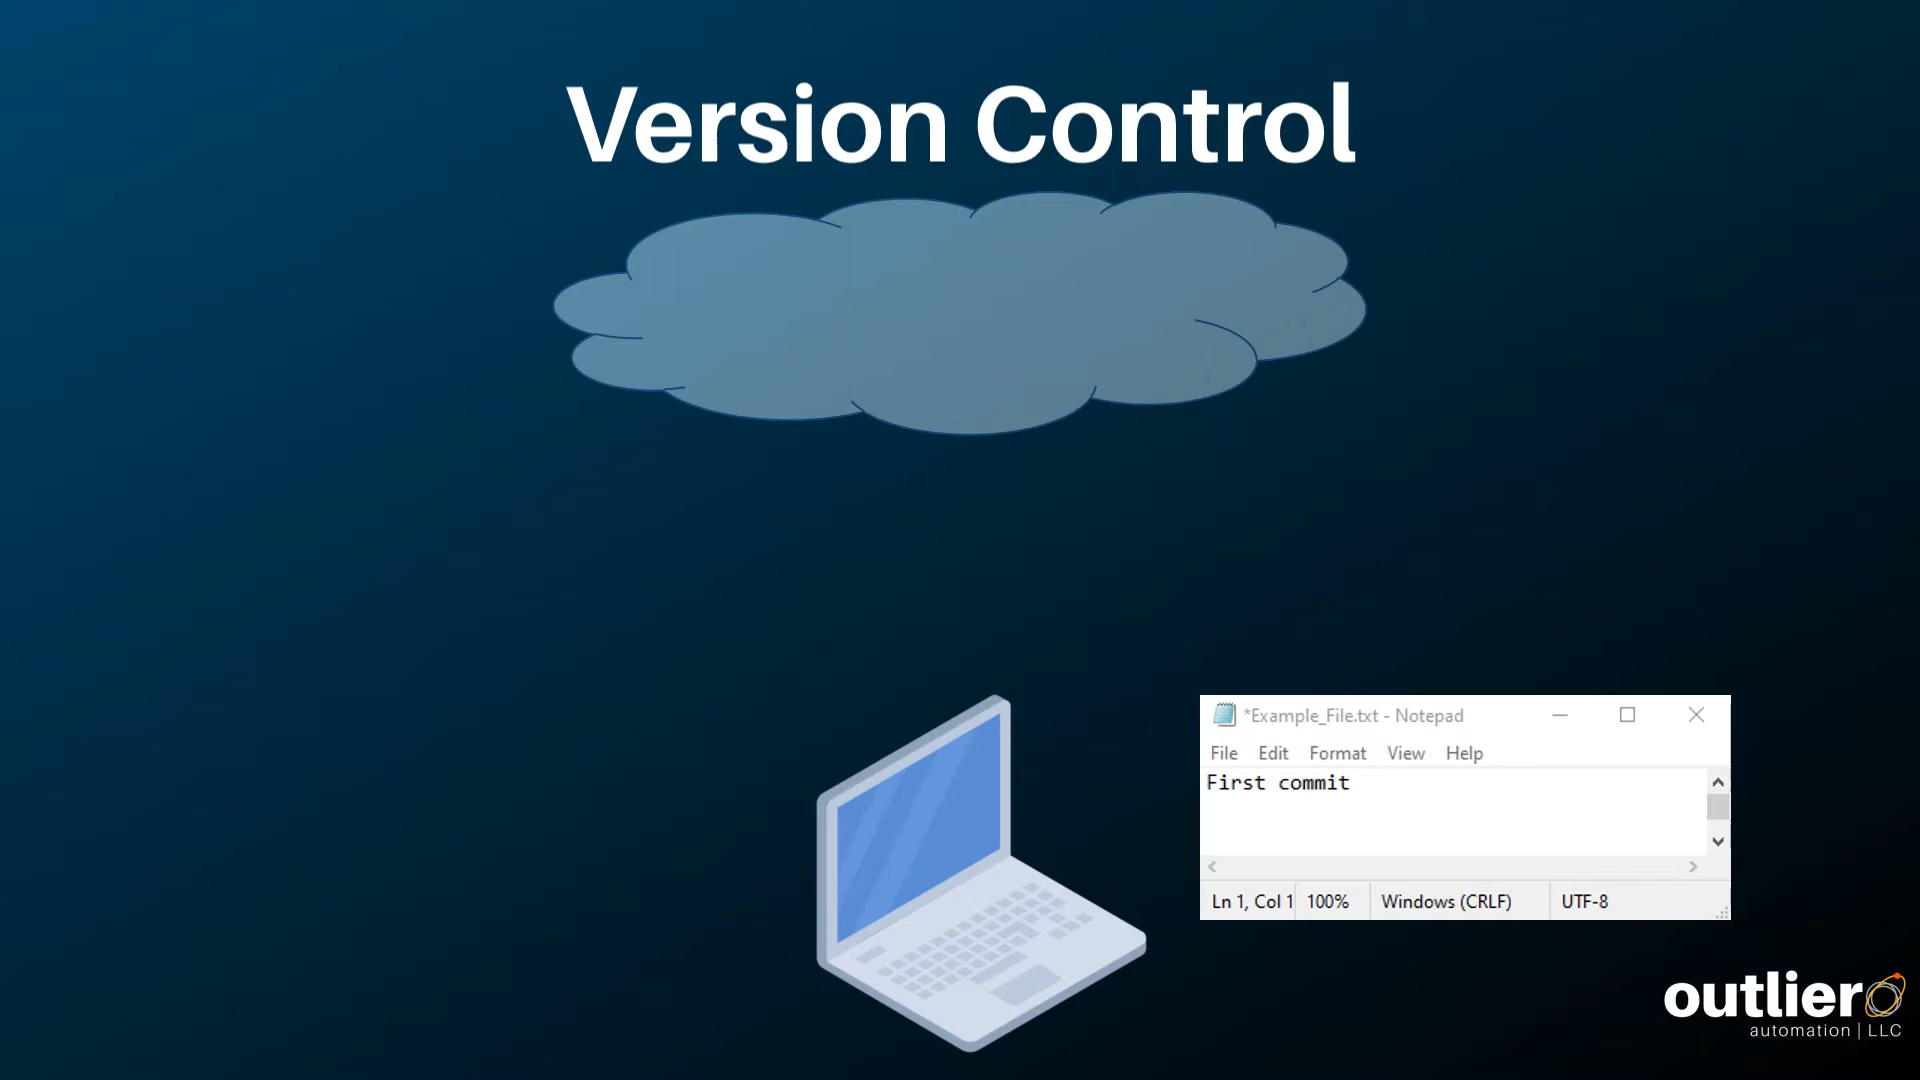 Version Control
*Example_File.txt - Notepad
File Edit Format View Help
First commit
Ln 1, Col 1 100% Windows (CRLF) UTF-8
outlier
automation | LLC